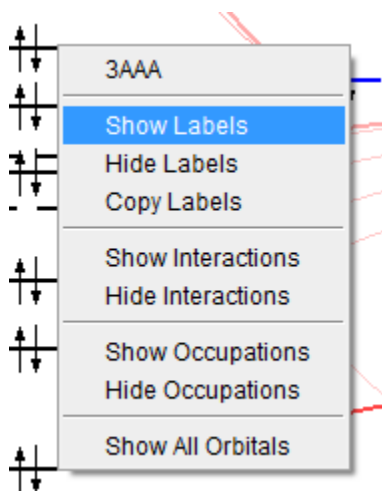 3AAA
Show Labels
Hide Labels
Copy Labels
Show Interactions
Hide Interactions
Show Occupations
Hide Occupations
Show All Orbitals